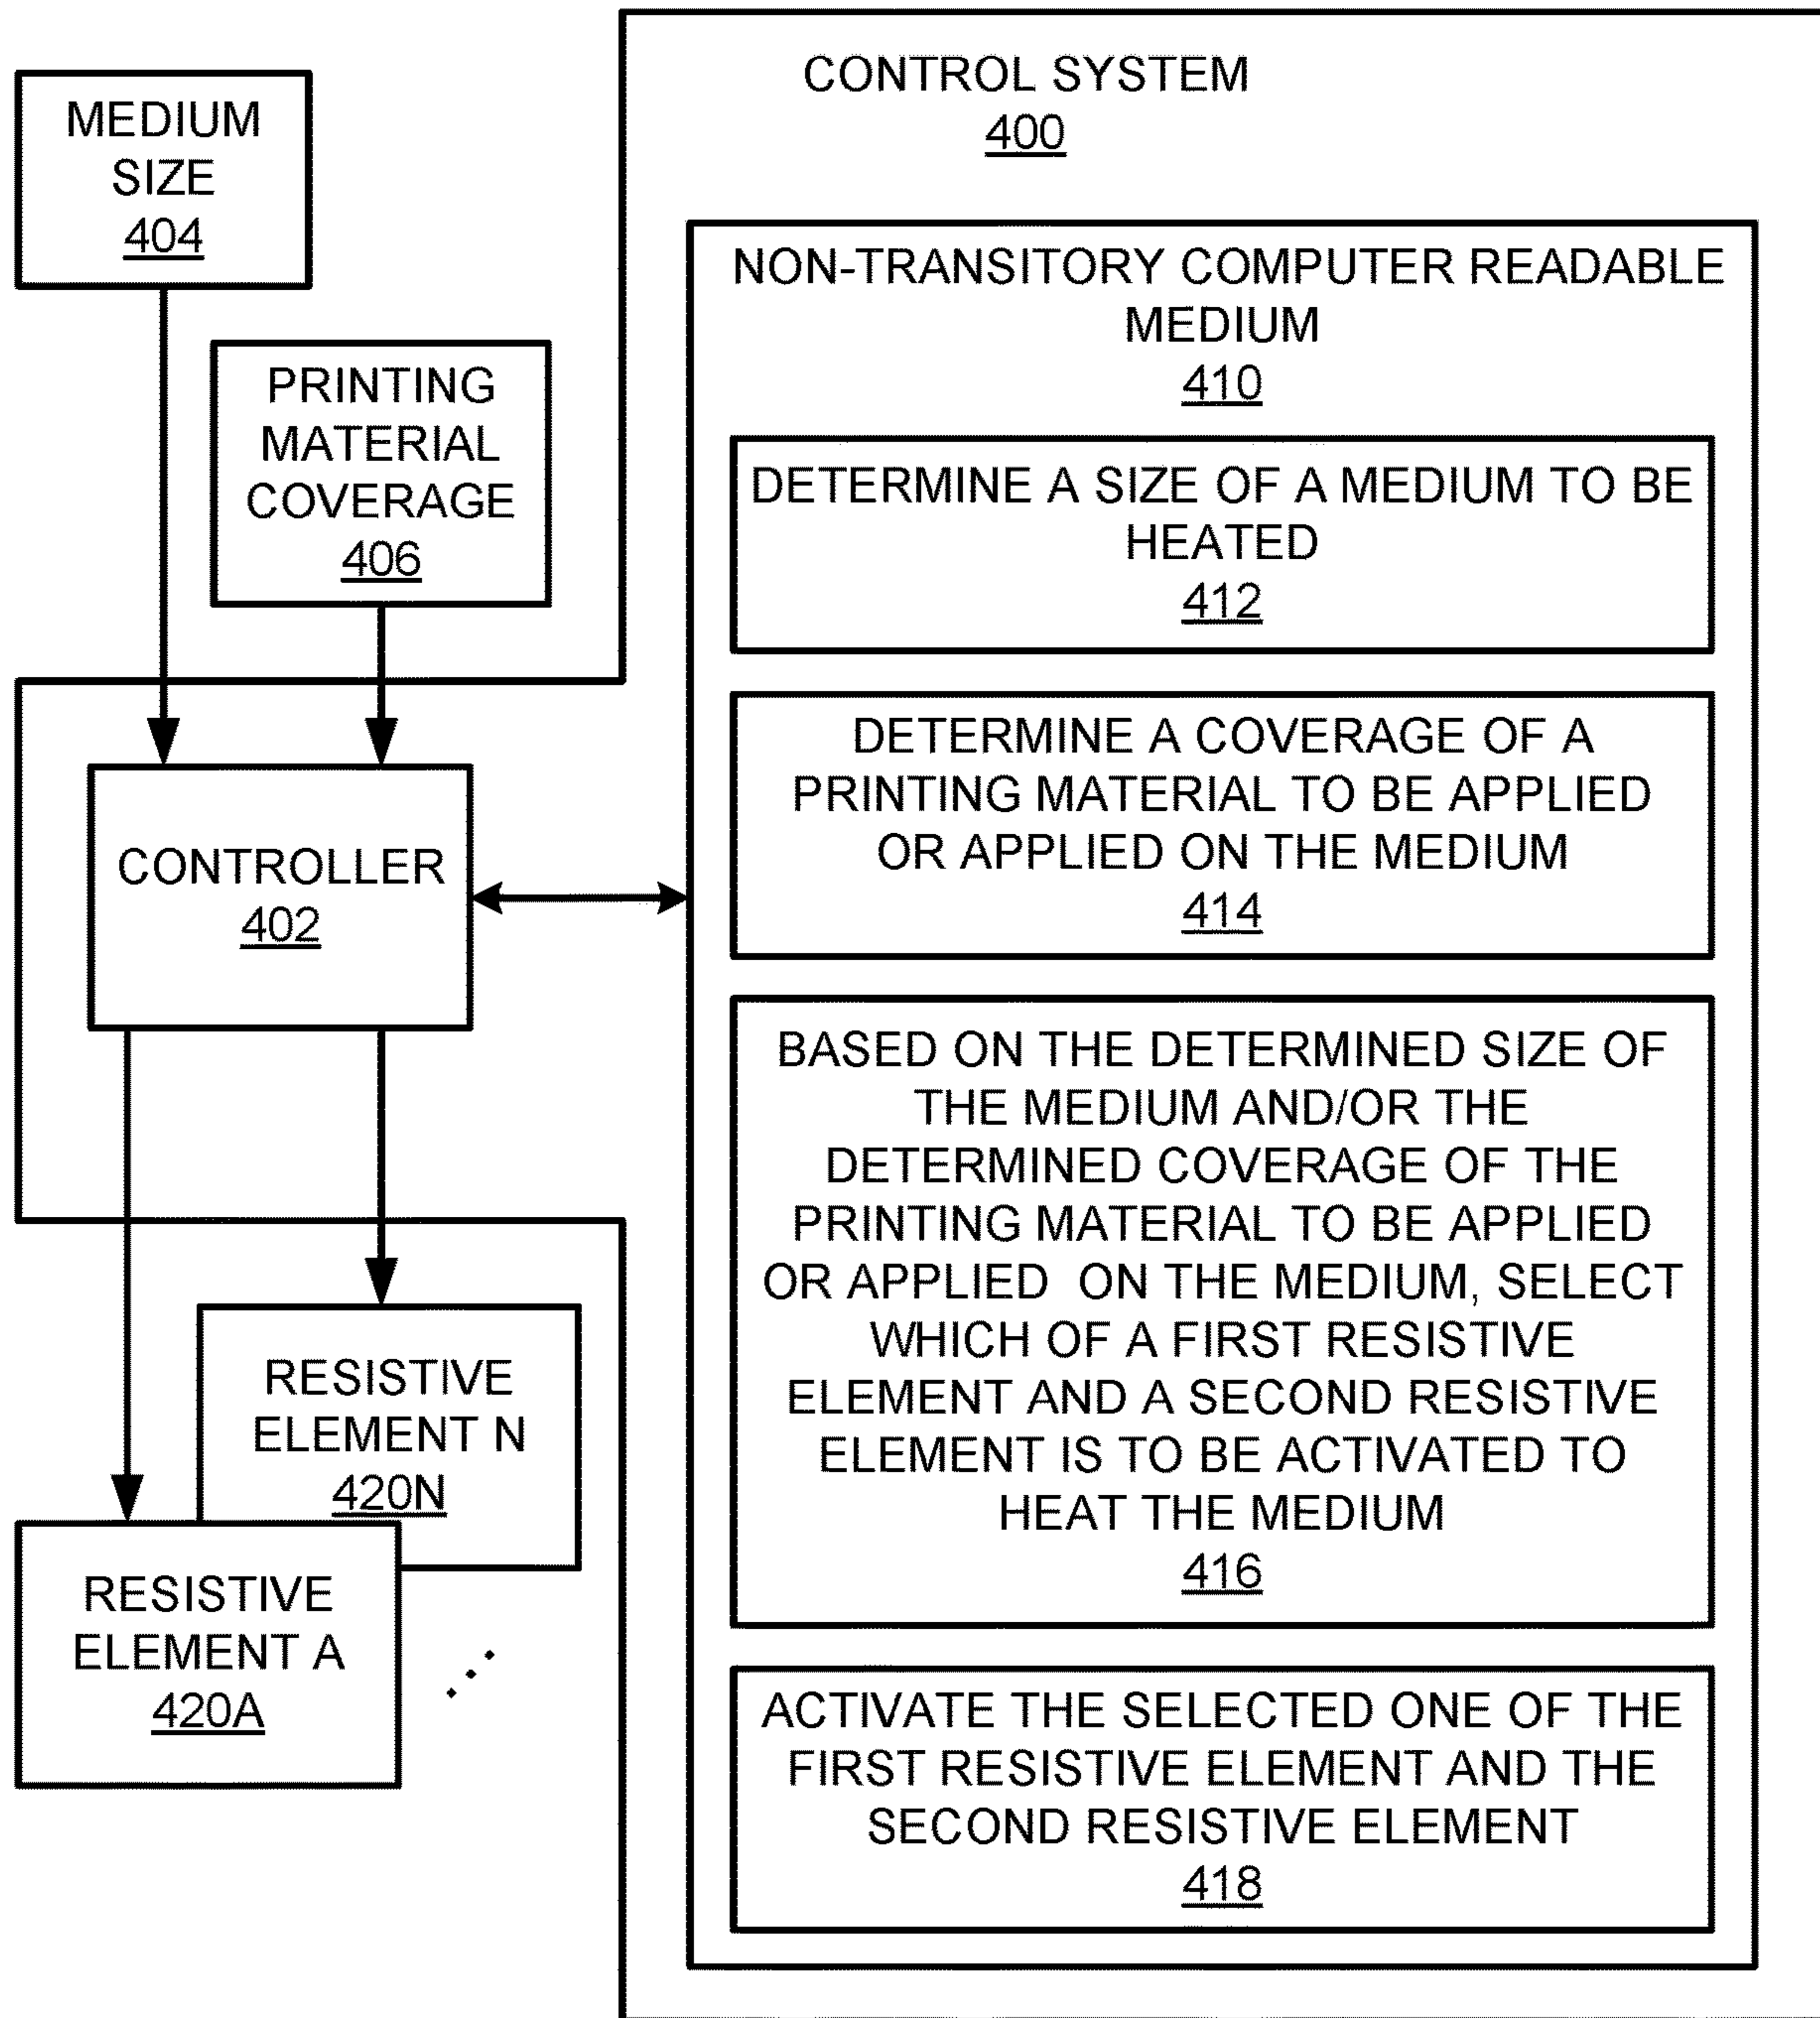 CONTROL SYSTEM
400
MEDIUM
SIZE
404
PRINTING
MATERIAL
COVERAGE
406
CONTROLLER
402
RESISTIVE
ELEMENT N
420N
RESISTIVE
ELEMENT A
420A
NON-TRANSITORY COMPUTER READABLE
MEDIUM
410
DETERMINE A SIZE OF A MEDIUM TO BE
HEATED
412
DETERMINE A COVERAGE OF A
PRINTING MATERIAL TO BE APPLIED
OR APPLIED ON THE MEDIUM
414
BASED ON THE DETERMINED SIZE OF
THE MEDIUM AND/OR THE
DETERMINED COVERAGE OF THE
PRINTING MATERIAL TO BE APPLIED
OR APPLIED ON THE MEDIUM, SELECT
WHICH OF A FIRST RESISTIVE
ELEMENT AND A SECOND RESISTIVE
ELEMENT IS TO BE ACTIVATED TO
HEAT THE MEDIUM
416
ACTIVATE THE SELECTED ONE OF THE
FIRST RESISTIVE ELEMENT AND THE
SECOND RESISTIVE ELEMENT
418